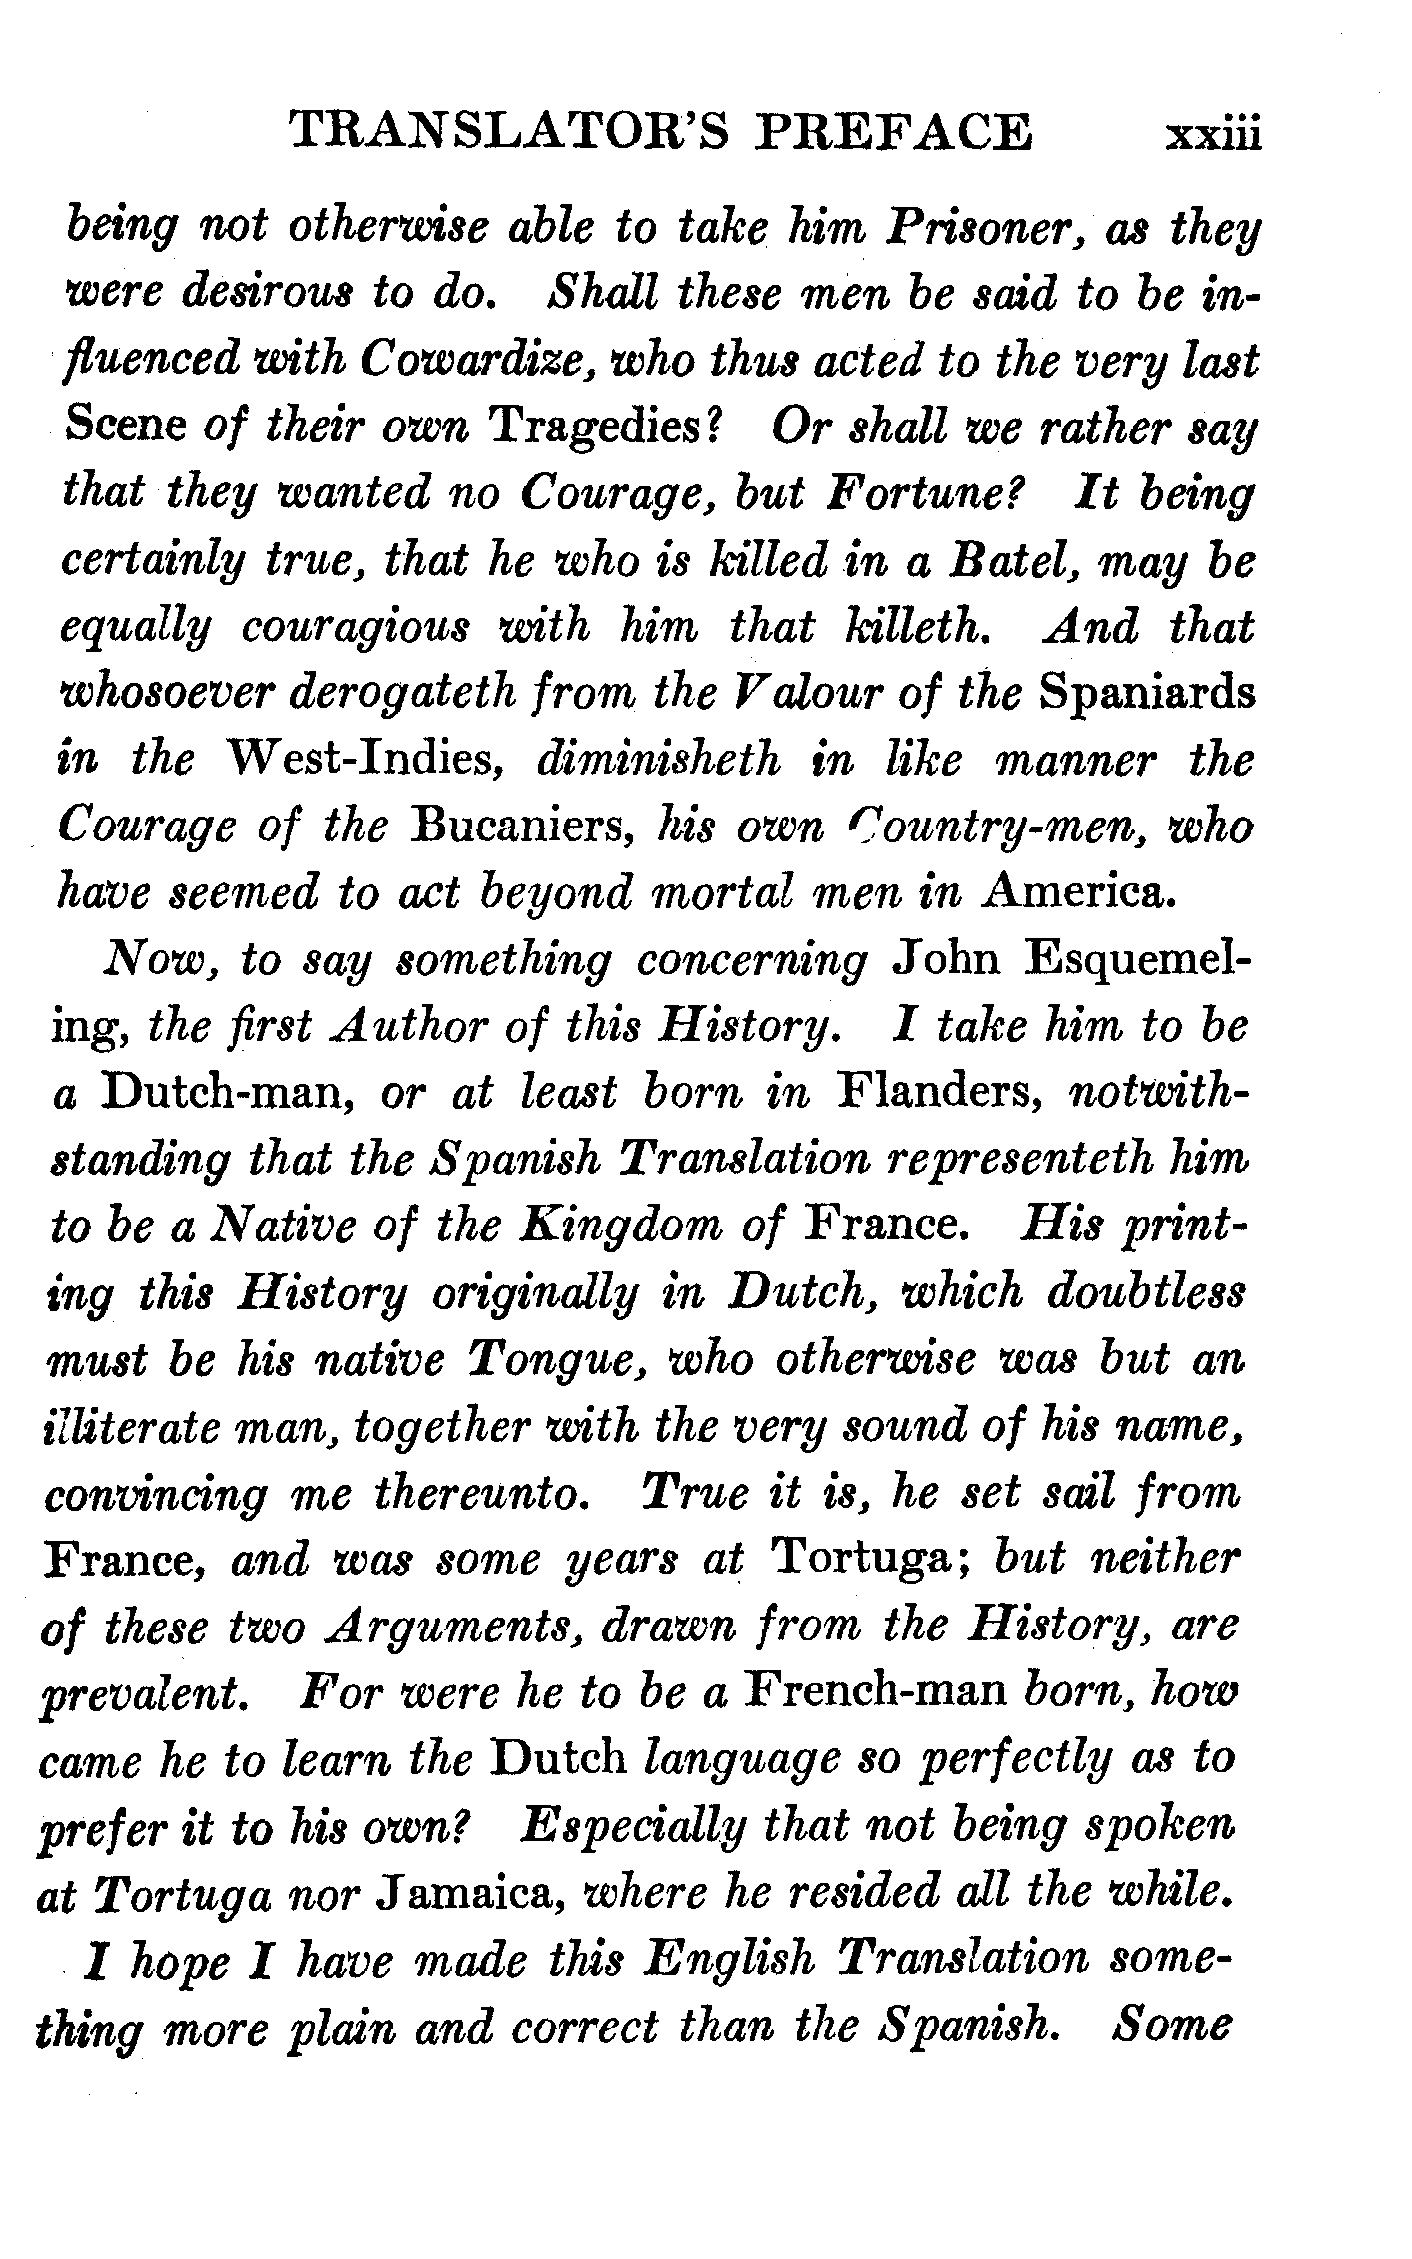 TRANSLATOR'S PREFACE xxiii
being not otherwise able to take him Prisoner, as they
were desirous to do. Shall these men be said to be in-
fluenced with Cowardize, who thus acted to the very last
Scene of their own Tragedies? Or shall we rather say
that they wanted no Courage, but Fortune? It being
certainly true, that he who is killed in a Batel, may be
equally couragious with him that killeth. And that
whosoever derogateth from the Valour of the Spaniards
in the West-Indies, diminisheth in like manner the
Courage of the Bucaniers, his own Country-men, who
have seemed to act beyond mortal men in America.
Now, to say something concerning John Esquemel-
ing, the first Author of this History. I take him to be
a Dutch-man, or at least born in Flanders, notwith-
standing that the Spanish Translation representeth him
to be a Native of the Kingdom of France. His print-
ing this History originally in Dutch, which doubtless
must be his native Tongue, who otherwise was but an
illiterate man, together with the very sound of his name,
convincing me thereunto. True it is, he set sail from
France, and was some years at Tortuga; but neither
of these two Arguments, drawn from the History, are
prevalent. For were he to be a French-man born, how
came he to learn the Dutch language so perfectly as to
prefer it to his own? Especially that not being spoken
at Tortuga nor Jamaica, where he resided all the while.
I hope I have made this English Translation some-
thing more plain and correct than the Spanish. Some